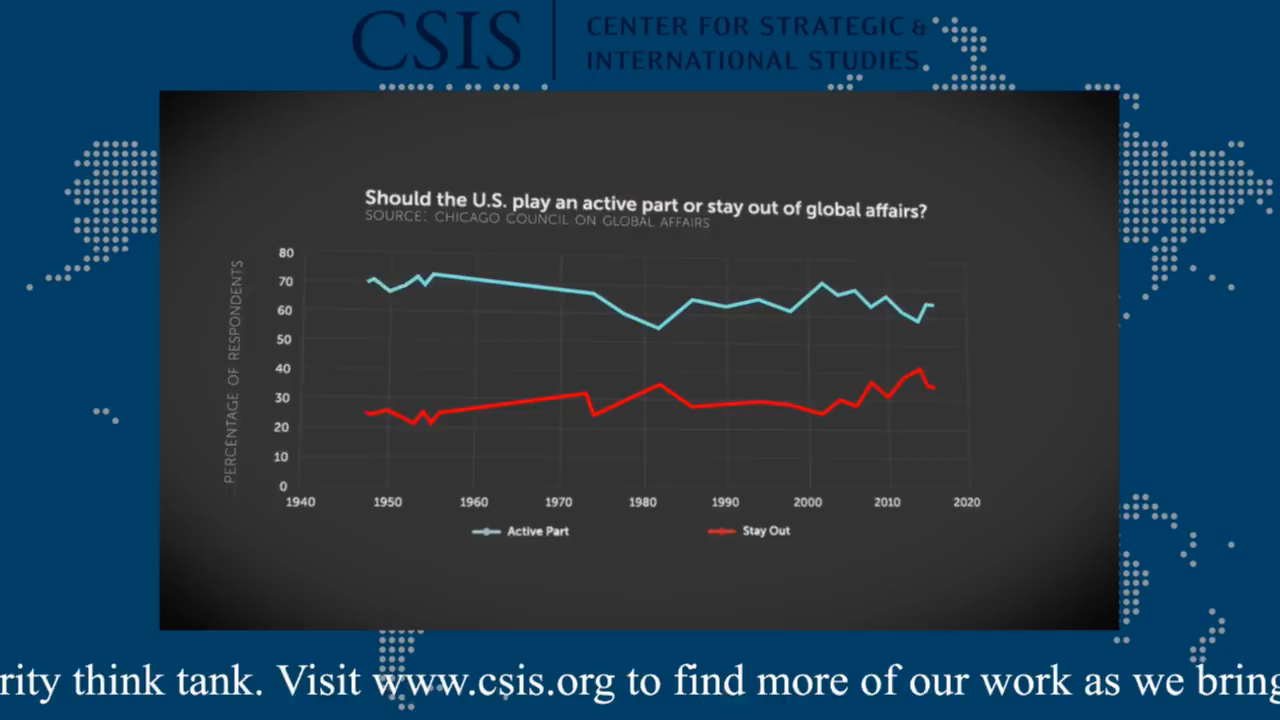 CSIS
CENTER FOR STRATEGIC &
INTERNATIONAL STUDIES
Should the U.S. play an active part or stay out of global affairs?
SOURCE: CHICAGO COUNCIL ON GLOBAL AFFAIRS
PERCENTAGE OF RESPONDENTS
80
70
60
50
40
30
20
10
0
1940 1950 1960 1970 1980 1990 2000 2010 2020
Active Part Stay Out
rity think tank. Visit www.csis.org to find more of our work as we bring